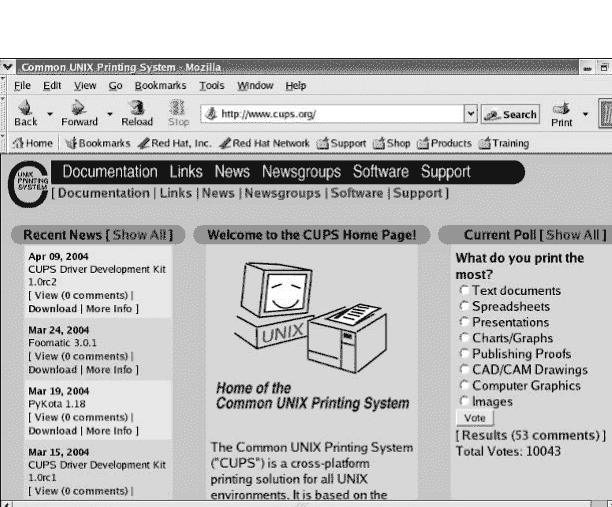 Common UNIX Printing System - Mozilla
File Edit View Go Bookmarks Tools Window Help
Back Forward Reload Stop http://www.cups.org/ Search Print
Home Bookmarks Red Hat, Inc. Red Hat Network Support Shop Products Training
UNIX PRINTING SYSTEM
Documentation Links News Newsgroups Software Support
[ Documentation | Links | News | Newsgroups | Software | Support ]
Recent News [ Show All ]
Apr 09, 2004
CUPS Driver Development Kit
1.0rc2
[ View (0 comments) |
Download | More Info ]
Mar 24, 2004
Foomatic 3.0.1
[ View (0 comments) |
Download | More Info ]
Mar 19, 2004
PyKota 1.18
[ View (0 comments) |
Download | More Info ]
Mar 15, 2004
CUPS Driver Development Kit
1.0rc1
[ View (0 comments) |
Welcome to the CUPS Home Page!
UNIX
Home of the
Common UNIX Printing System
The Common UNIX Printing System
("CUPS") is a cross-platform
printing solution for all UNIX
environments. It is based on the
Current Poll [ Show All ]
What do you print the
most?
Text documents
Spreadsheets
Presentations
Charts/Graphs
Publishing Proofs
CAD/CAM Drawings
Computer Graphics
Images
Vote
[ Results (53 comments) ]
Total Votes: 10043